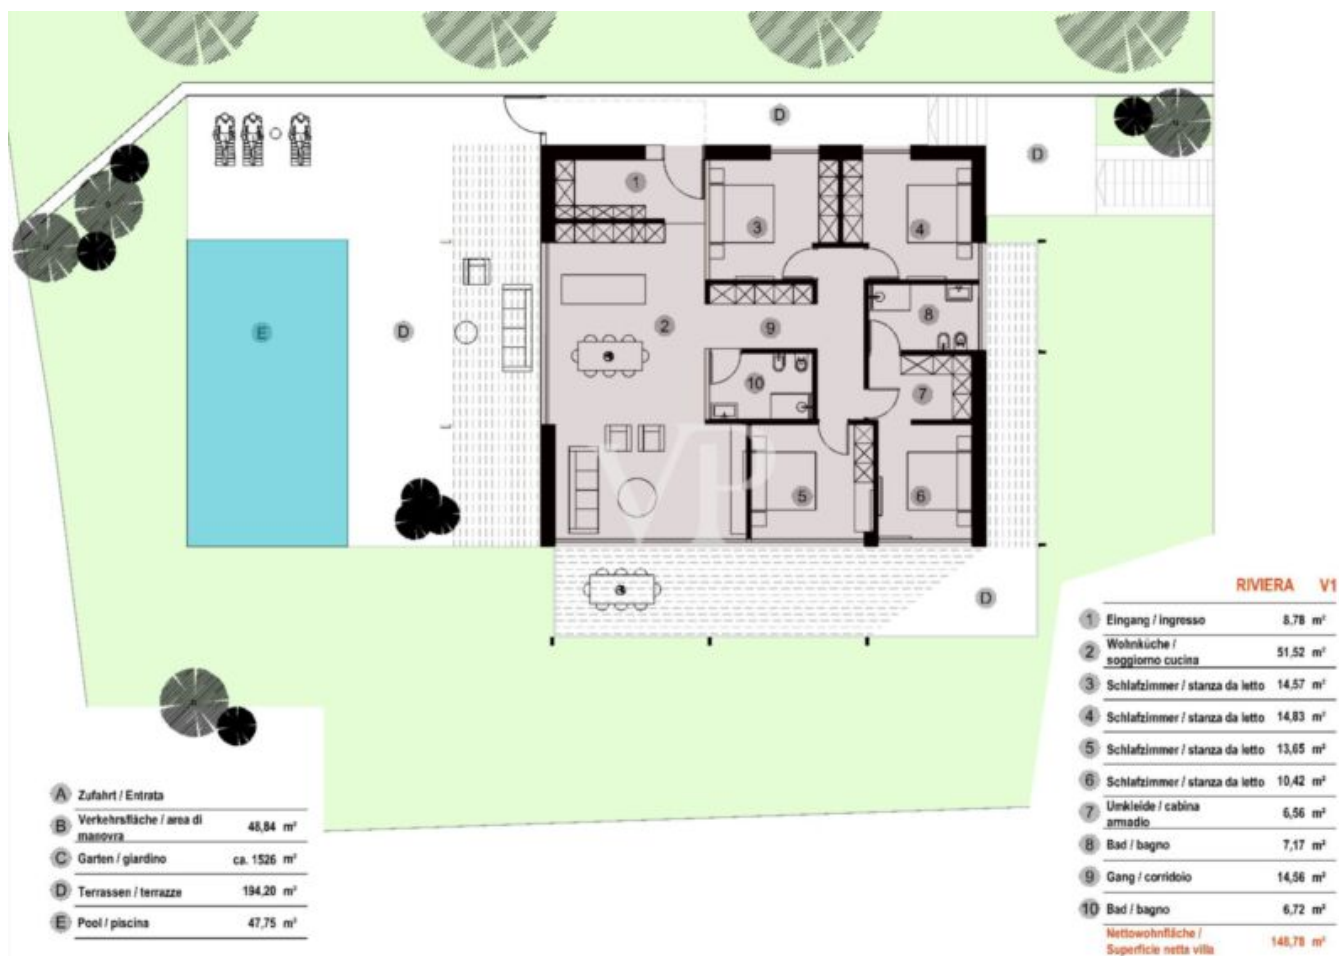 D
D
1
3
4
E
D
2
9
8
10
7
VP
5
6
D
RIVIERA V1
1 Eingang / ingresso 8,78 m²
2 Wohnküche /
soggiorno cucina 51,52 m²
3 Schlafzimmer / stanza da letto 14,57 m²
4 Schlafzimmer / stanza da letto 14,83 m²
5 Schlafzimmer / stanza da letto 13,65 m²
6 Schlafzimmer / stanza da letto 10,42 m²
7 Umkleide / cabina
armadio 6,56 m²
8 Bad / bagno 7,17 m²
9 Gang / corridoio 14,56 m²
10 Bad / bagno 6,72 m²
Nettowohnfläche /
Superficie netta villa 148,78 m²
A Zufahrt / Entrata
B Verkehrsfläche / area di
manovra 48,84 m²
C Garten / giardino ca. 1526 m²
D Terrassen / terrazze 194,20 m²
E Pool / piscina 47,75 m²